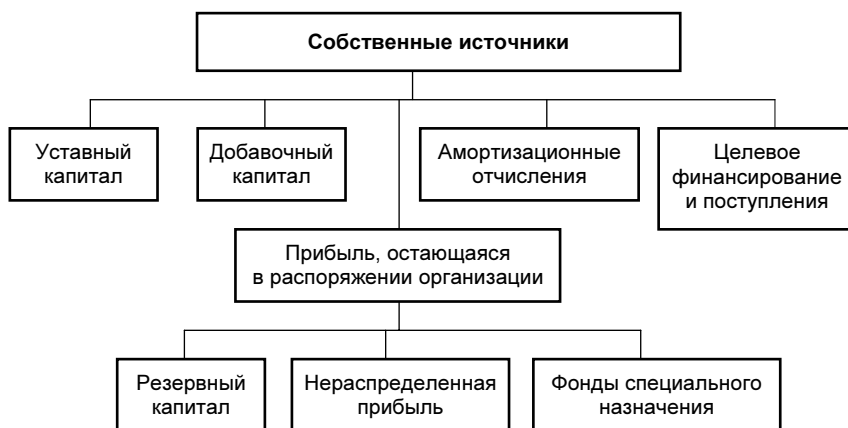 Собственные источники
Уставный
капитал
Добавочный
капитал
Амортизационные
отчисления
Целевое
финансирование
и поступления
Прибыль, остающаяся
в распоряжении организации
Резервный
капитал
Нераспределенная
прибыль
Фонды специального
назначения